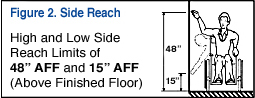 Figure 2. Side Reach
High and Low Side
Reach Limits of
48” AFF and 15” AFF
(Above Finished Floor)
48”
15”